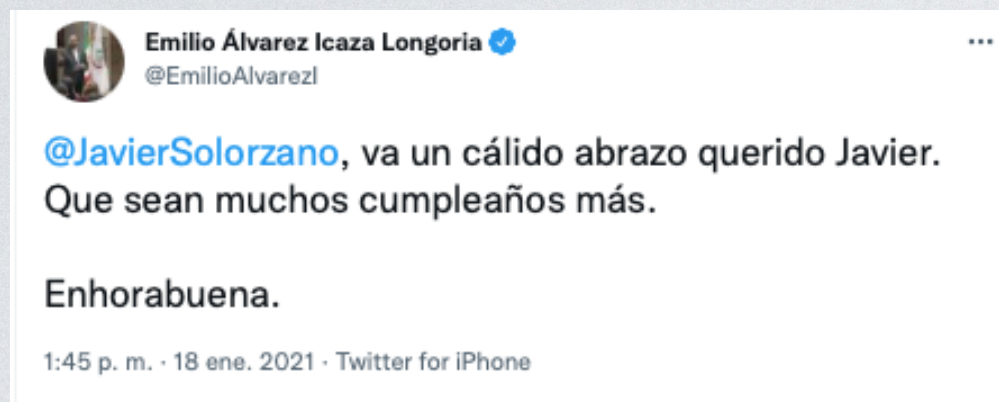 Emilio Álvarez Icaza Longoria
@EmilioAlvarezI
@JavierSolorzano, va un cálido abrazo querido Javier.
Que sean muchos cumpleaños más.
Enhorabuena.
1:45 p. m. · 18 ene. 2021 · Twitter for iPhone